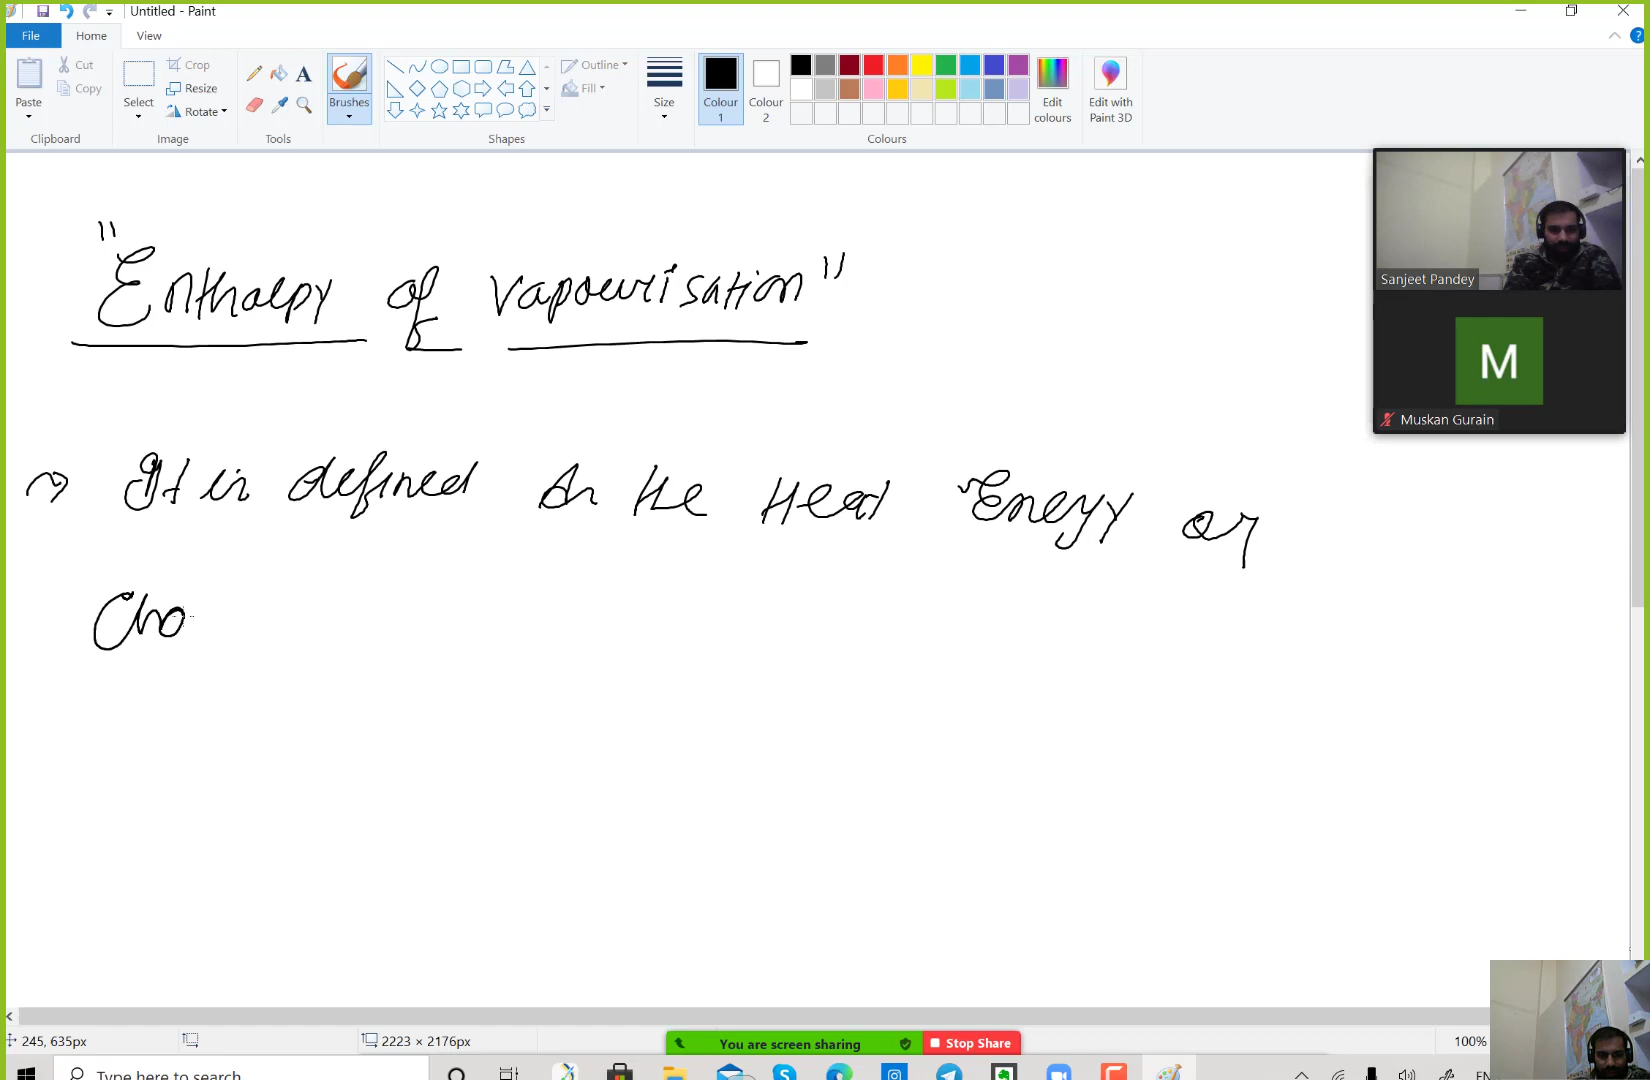 Untitled - Paint
File Home View
Paste Cut Copy Clipboard
Select Crop Resize Rotate Image
Tools
Brushes
Outline Fill Shapes
Size
Colour 1 Colour 2 Edit colours Edit with Paint 3D Colours
"Enthalpy of vapourisation"
Sanjeet Pandey
M
Muskan Gurain
It is defined as the Heat Energy or
Cha
245, 635px 2223 × 2176px You are screen sharing Stop Share 100%
Type here to search